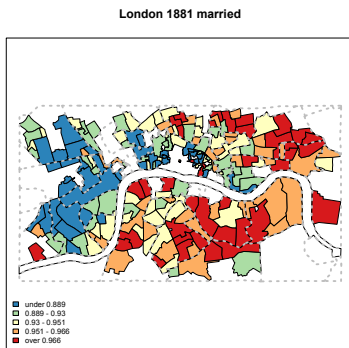 London 1881 married
under 0.889
0.889 - 0.93
0.93 - 0.951
0.951 - 0.966
over 0.966